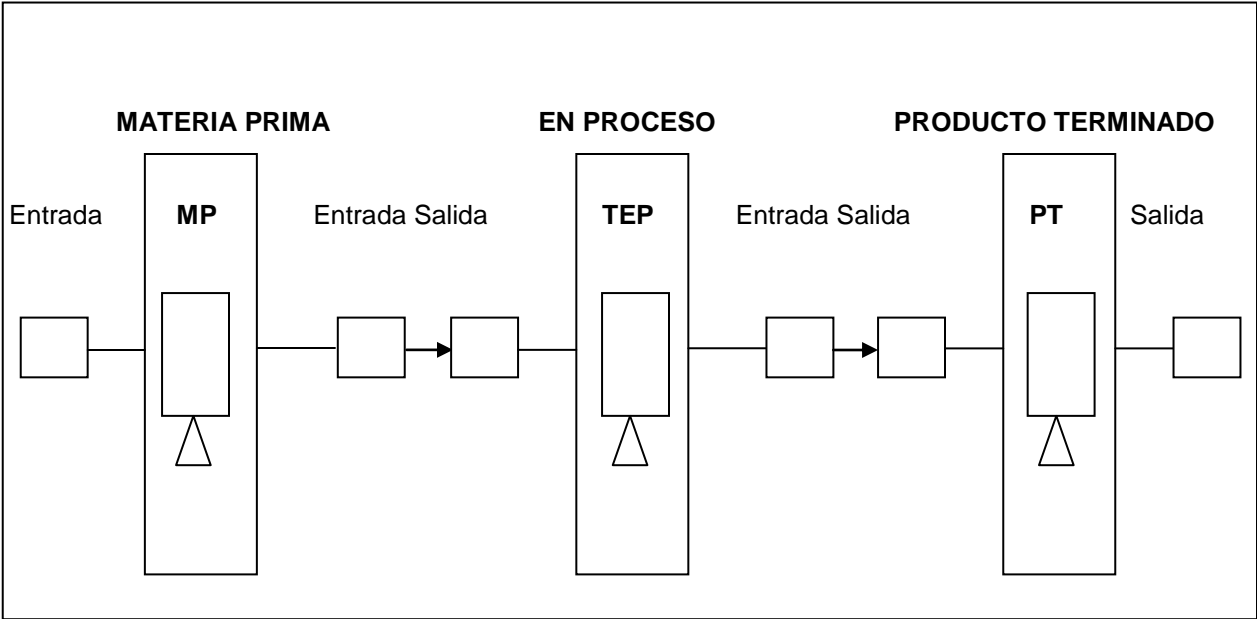 MATERIA PRIMA EN PROCESO PRODUCTO TERMINADO
Entrada MP Entrada Salida TEP Entrada Salida PT Salida